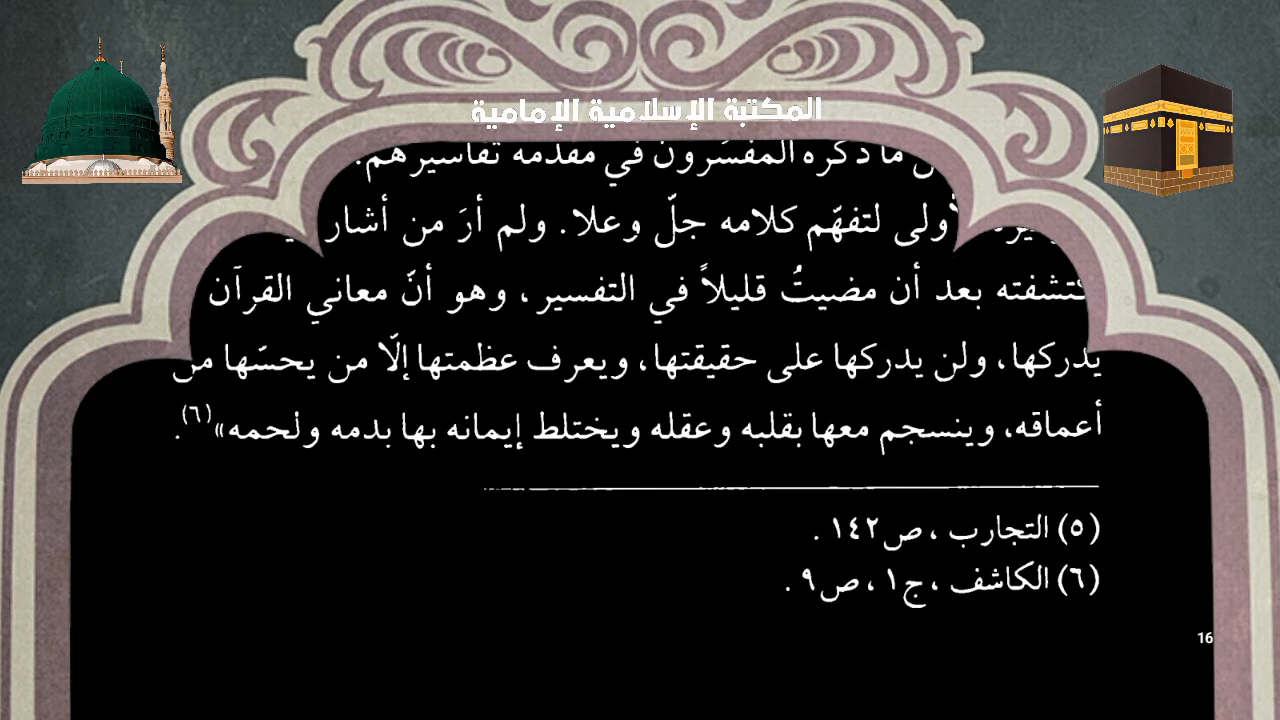 المكتبة الإسلامية الإمامية
ما ذكره المفسّرون في مقدمة تفاسيرهم.
لتفهّم كلامه جلّ وعلا. ولم أرَ من أشار
بعد أن مضيتُ قليلاً في التفسير، وهو أنّ معاني القرآن
يدركها، ولن يدركها على حقيقتها، ويعرف عظمتها إلّا من يحسّها من
أعماقه، وينسجم معها بقلبه وعقله ويختلط إيمانه بها بدمه ولحمه»(٦).
(٥) التجارب، ص١٤٢.
(٦) الكاشف، ج١، ص٩.
16